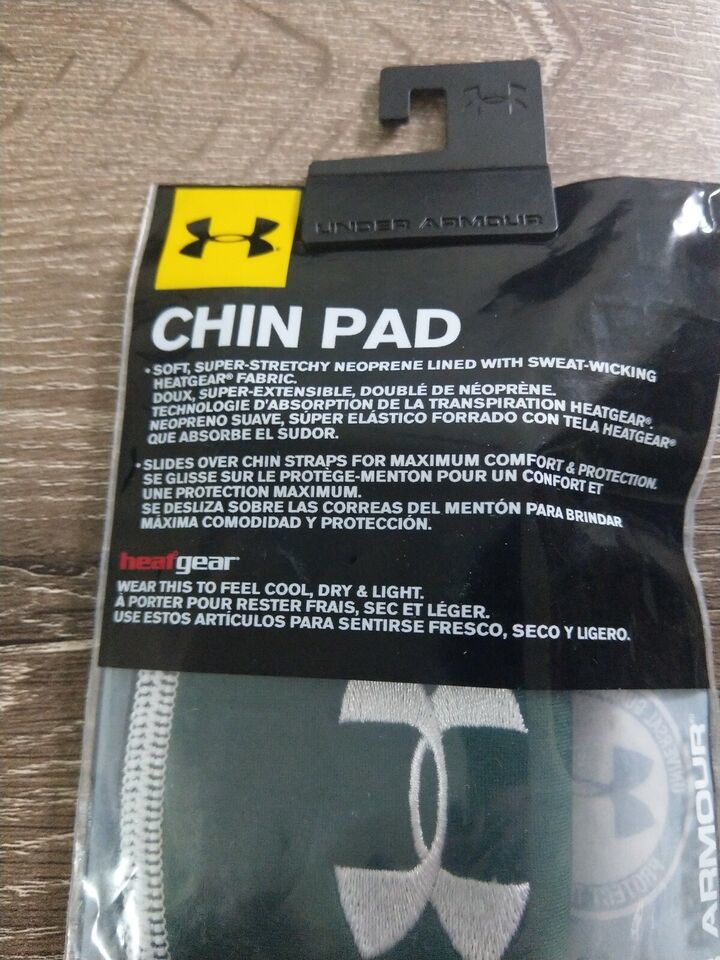 UNDER ARMOUR
CHIN PAD
• SOFT, SUPER-STRETCHY NEOPRENE LINED WITH SWEAT-WICKING
HEATGEAR® FABRIC.
DOUX, SUPER-EXTENSIBLE, DOUBLÉ DE NÉOPRÈNE.
TECHNOLOGIE D'ABSORPTION DE LA TRANSPIRATION HEATGEAR®.
NEOPRENO SUAVE, SÚPER ELÁSTICO FORRADO CON TELA HEATGEAR®
QUE ABSORBE EL SUDOR.
• SLIDES OVER CHIN STRAPS FOR MAXIMUM COMFORT & PROTECTION.
SE GLISSE SUR LE PROTÈGE-MENTON POUR UN CONFORT ET
UNE PROTECTION MAXIMUM.
SE DESLIZA SOBRE LAS CORREAS DEL MENTÓN PARA BRINDAR
MÁXIMA COMODIDAD Y PROTECCIÓN.
heatgear®
WEAR THIS TO FEEL COOL, DRY & LIGHT.
À PORTER POUR RESTER FRAIS, SEC ET LÉGER.
USE ESTOS ARTÍCULOS PARA SENTIRSE FRESCO, SECO Y LIGERO.
UNIVERSAL
PROTECT
ARMOUR